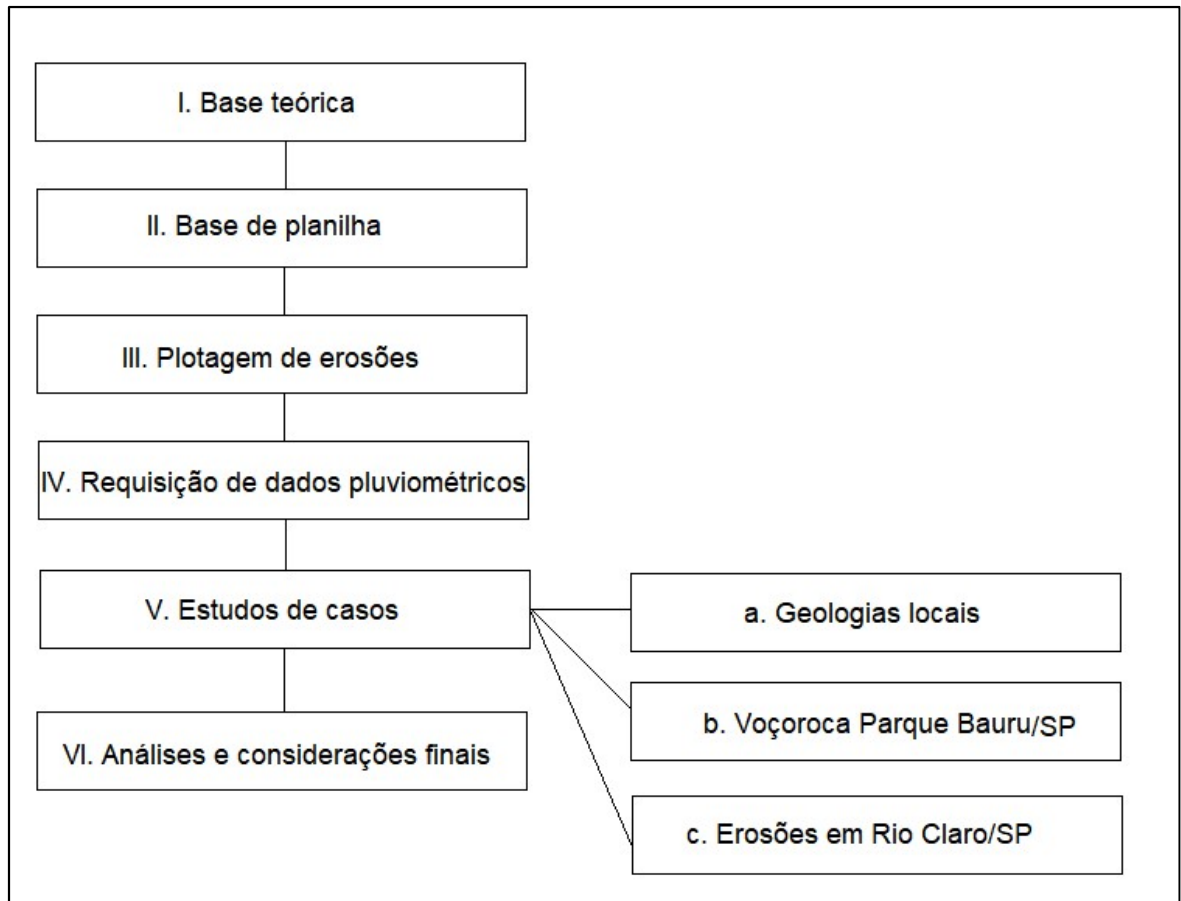 I. Base teórica
II. Base de planilha
III. Plotagem de erosões
IV. Requisição de dados pluviométricos
V. Estudos de casos
a. Geologias locais
b. Voçoroca Parque Bauru/SP
c. Erosões em Rio Claro/SP
VI. Análises e considerações finais